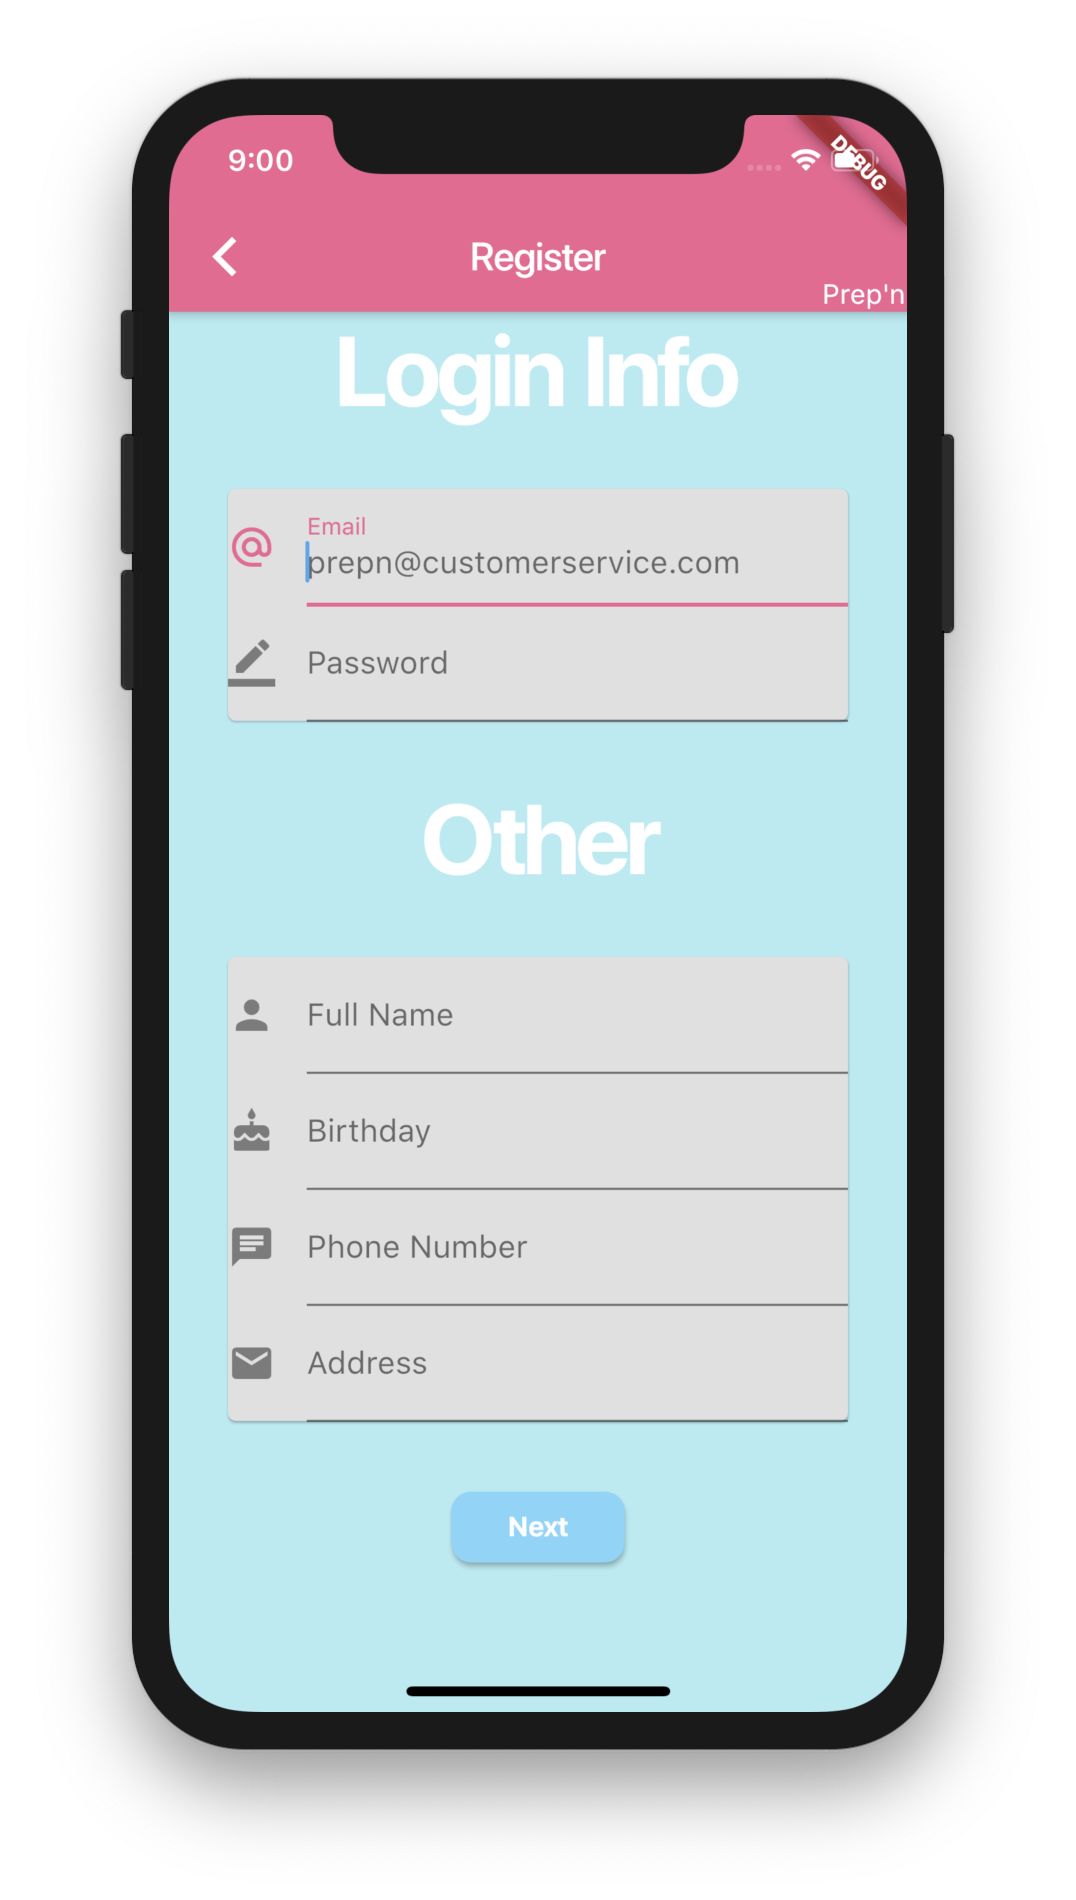 9:00
DEBUG
Register
Prep'n
Login Info
Email
prepn@customerservice.com
Password
Other
Full Name
Birthday
Phone Number
Address
Next